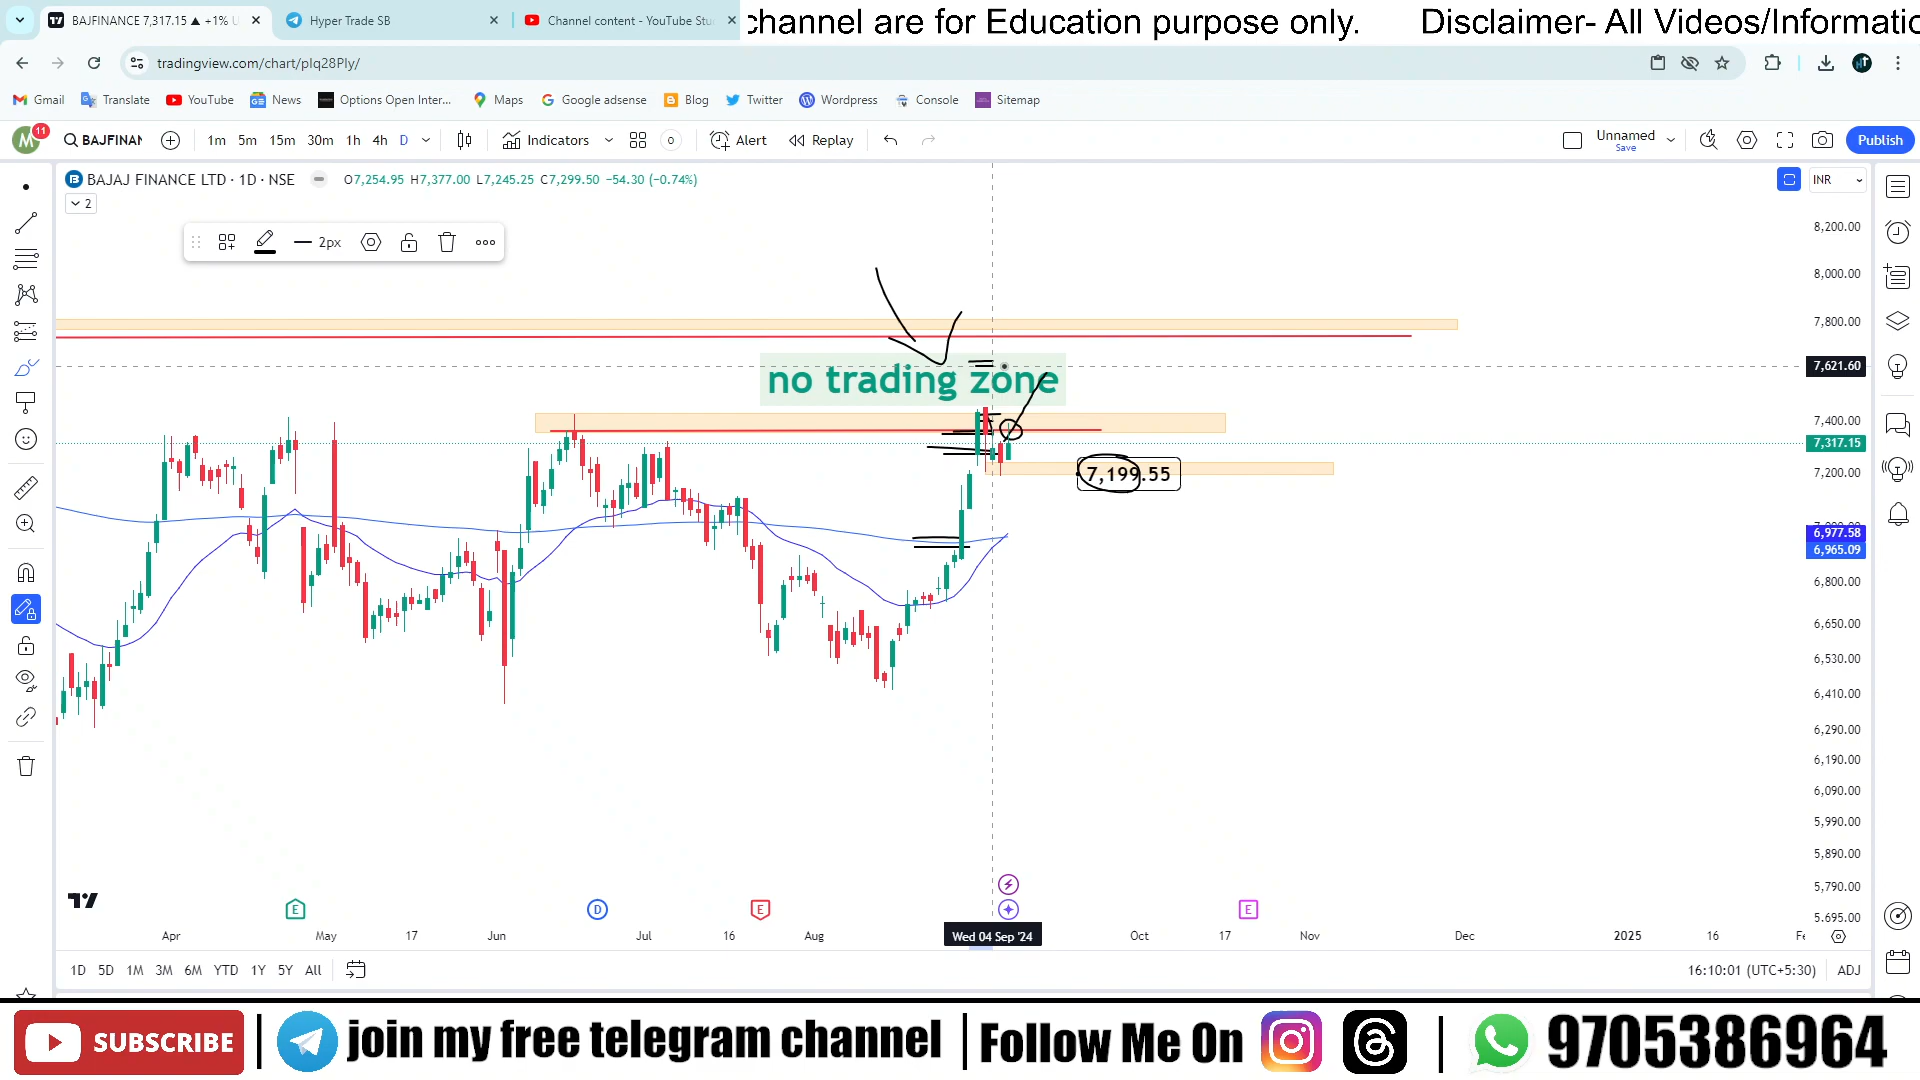 BAJFINANCE 7,317.15 ▲ +1% U
Hyper Trade SB
Channel content - YouTube Stu
channel are for Education purpose only.
Disclaimer- All Videos/Informatio
tradingview.com/chart/plq28Ply/
Gmail
Translate
YouTube
News
Options Open Inter...
Maps
Google adsense
Blog
Twitter
Wordpress
Console
Sitemap
M
11
BAJFINAN
1m
5m
15m
30m
1h
4h
D
Indicators
Alert
Replay
Unnamed
Save
Publish
BAJAJ FINANCE LTD · 1D · NSE
O7,254.95 H7,377.00 L7,245.25 C7,299.50 −54.30 (−0.74%)
INR
2
2px
no trading zone
7,199.55
8,200.00
8,000.00
7,800.00
7,621.60
7,400.00
7,317.15
7,200.00
6,977.58
6,965.09
6,800.00
6,650.00
6,530.00
6,410.00
6,290.00
6,190.00
6,090.00
5,990.00
5,890.00
5,790.00
5,695.00
E
D
E
E
Apr
May
17
Jun
Jul
16
Aug
Wed 04 Sep '24
Oct
17
Nov
Dec
2025
16
Fe
1D
5D
1M
3M
6M
YTD
1Y
5Y
All
16:10:01 (UTC+5:30)
ADJ
SUBSCRIBE
join my free telegram channel
Follow Me On
9705386964